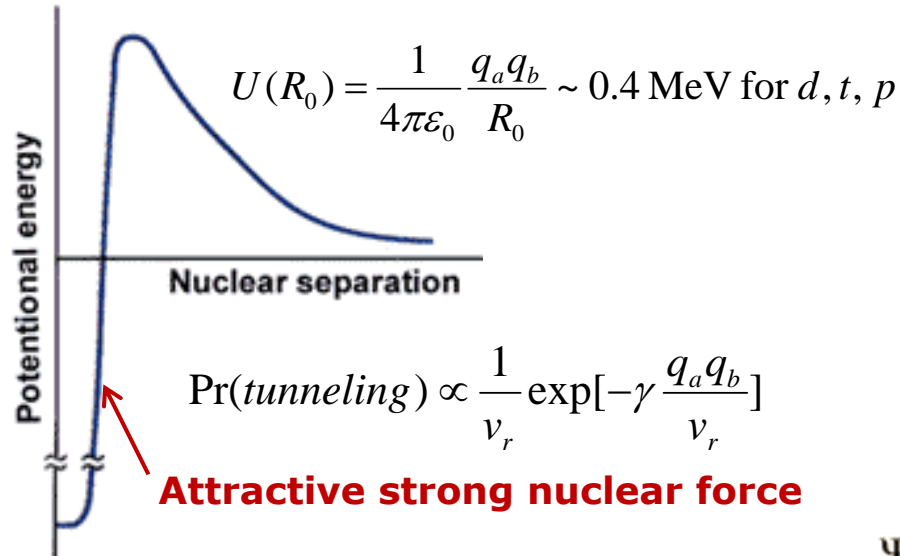 U(R₀) = 1/(4πε₀) q_a q_b/R₀ ~ 0.4 MeV for d, t, p
Potentional energy
Nuclear separation
Pr(tunneling) ∝ 1/v_r exp[−γ q_a q_b/v_r]
Attractive strong nuclear force